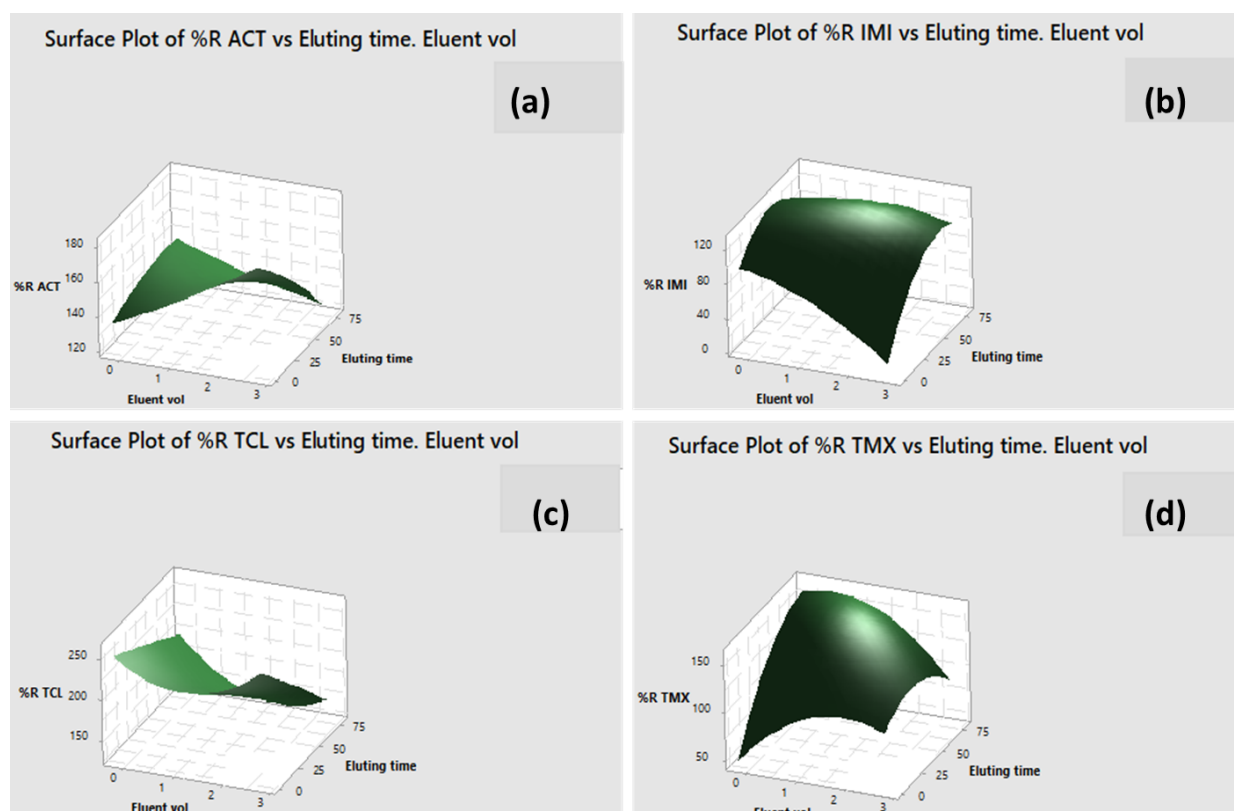 Surface Plot of %R ACT vs Eluting time. Eluent vol
(a)
180
160
%R ACT
140
120
0
1
2
3
Eluent vol
0
25
50
75
Eluting time
Surface Plot of %R IMI vs Eluting time. Eluent vol
(b)
120
80
%R IMI
40
0
0
1
2
3
Eluent vol
0
25
50
75
Eluting time
Surface Plot of %R TCL vs Eluting time. Eluent vol
(c)
250
%R TCL
200
150
0
1
2
3
Eluent vol
0
25
50
75
Eluting time
Surface Plot of %R TMX vs Eluting time. Eluent vol
(d)
150
%R TMX
100
50
0
1
2
3
Eluent vol
0
25
50
75
Eluting time